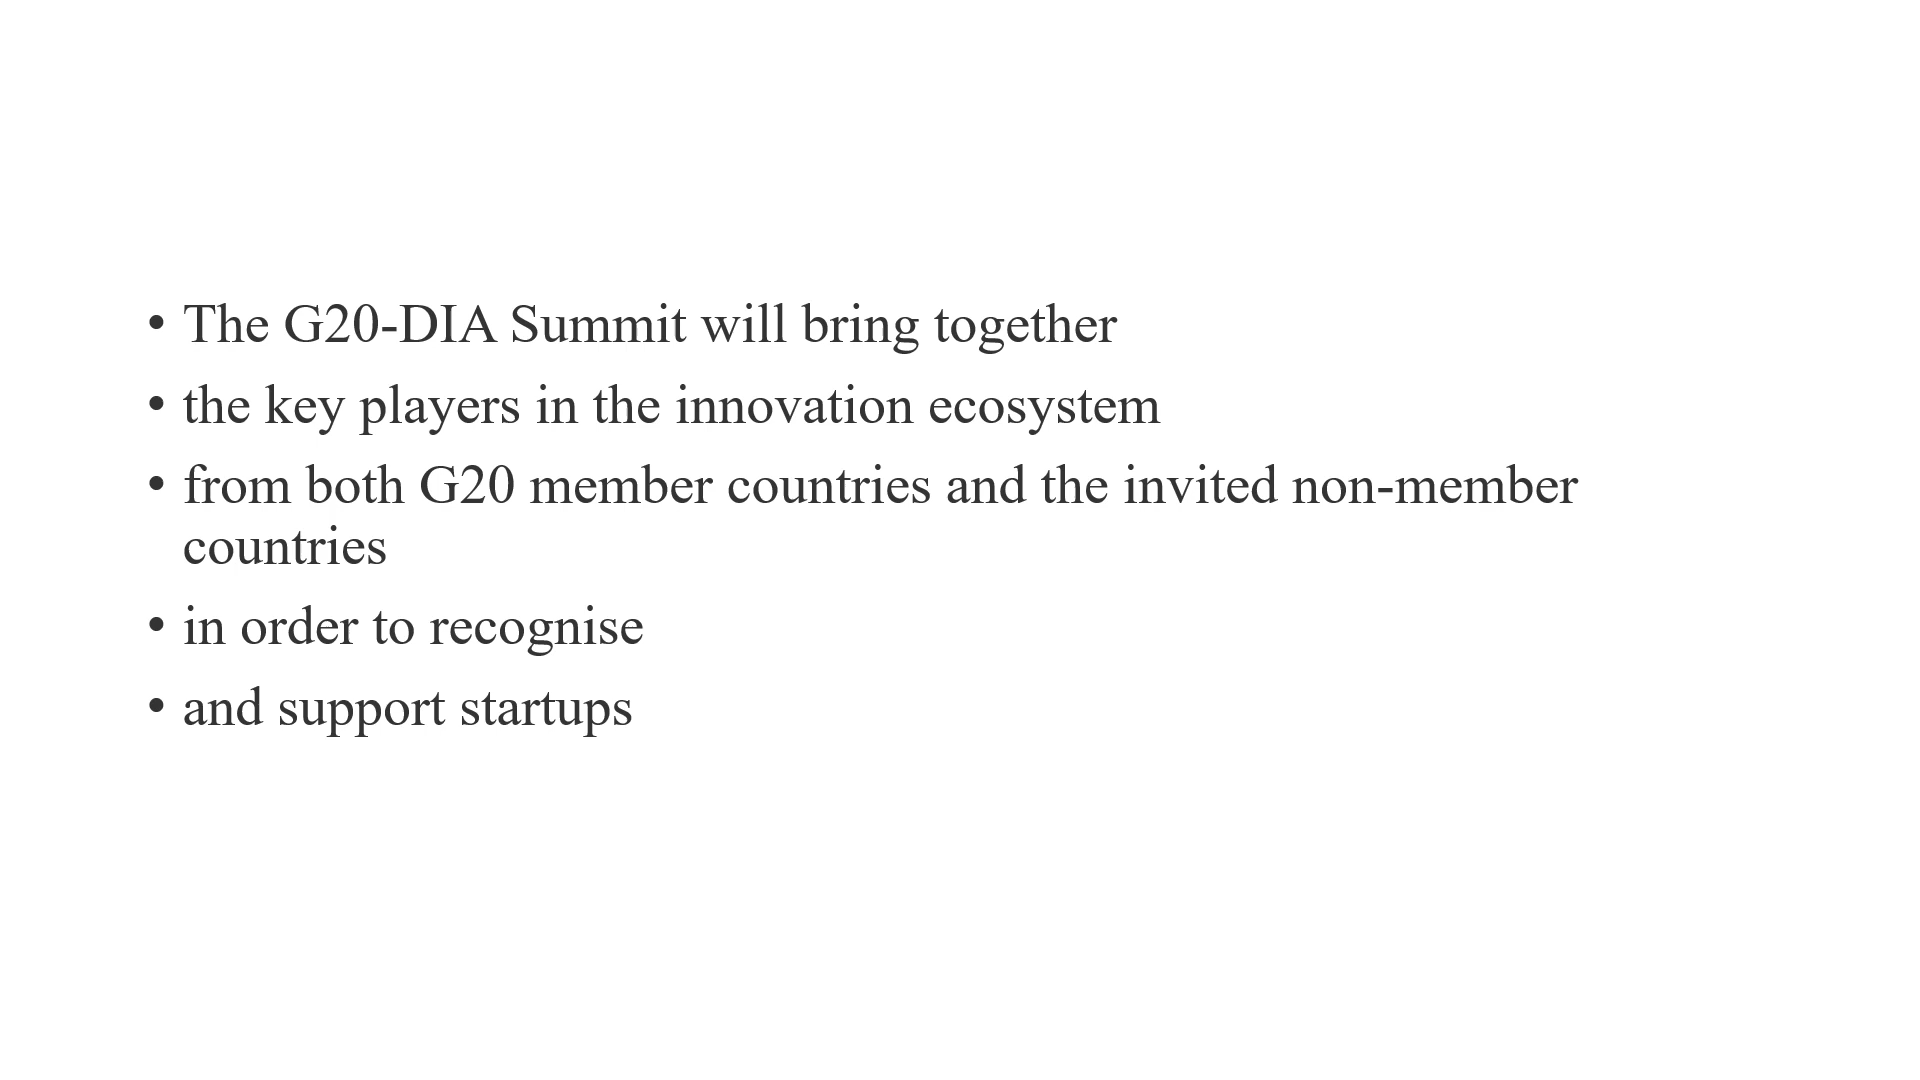 • The G20-DIA Summit will bring together
• the key players in the innovation ecosystem
• from both G20 member countries and the invited non-member
countries
• in order to recognise
• and support startups